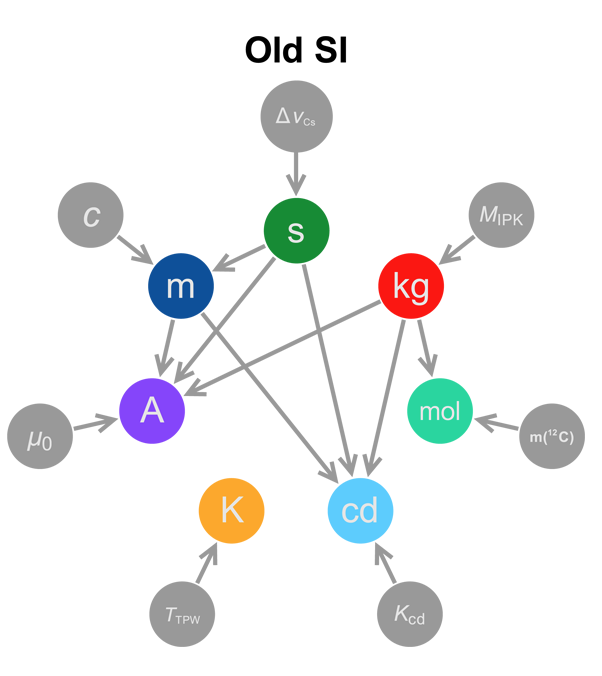 Old SI
Δν_Cs
c
s
M_IPK
m
kg
A
mol
μ₀
m(¹²C)
K
cd
T_TPW
K_cd